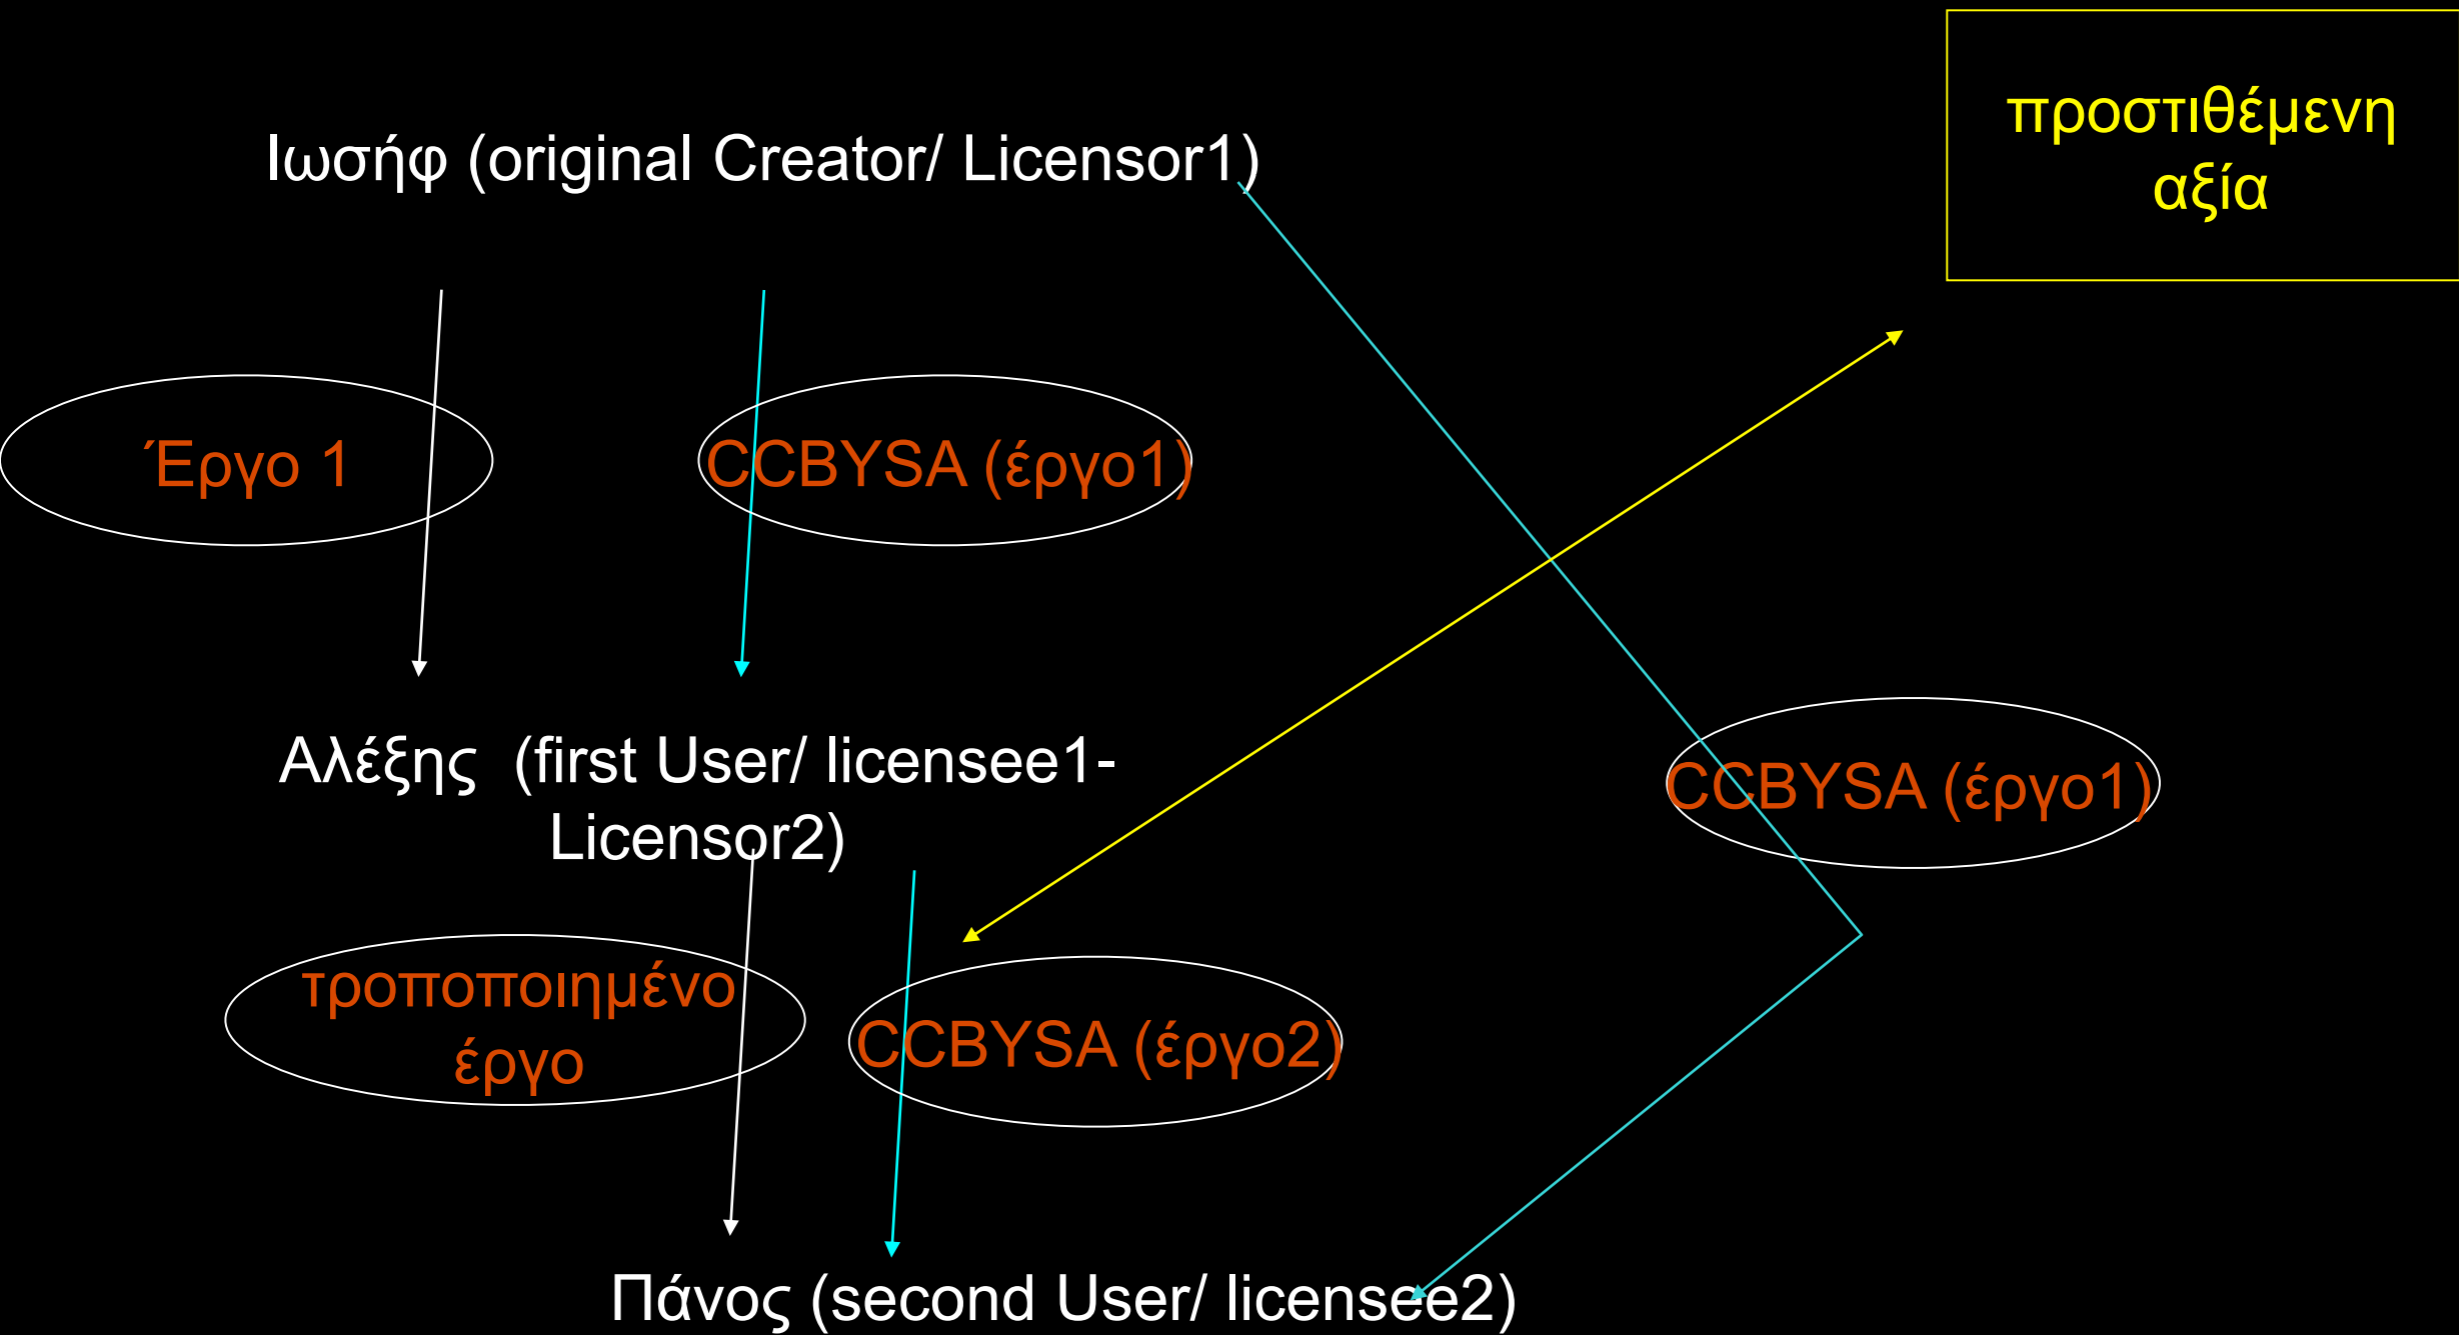 Ιωσήφ (original Creator/ Licensor1)
προστιθέμενη
αξία
Έργο 1
CCBYSA (έργο1)
Αλέξης  (first User/ licensee1-
Licensor2)
CCBYSA (έργο1)
τροποποιημένο
έργο
CCBYSA (έργο2)
Πάνος (second User/ licensee2)